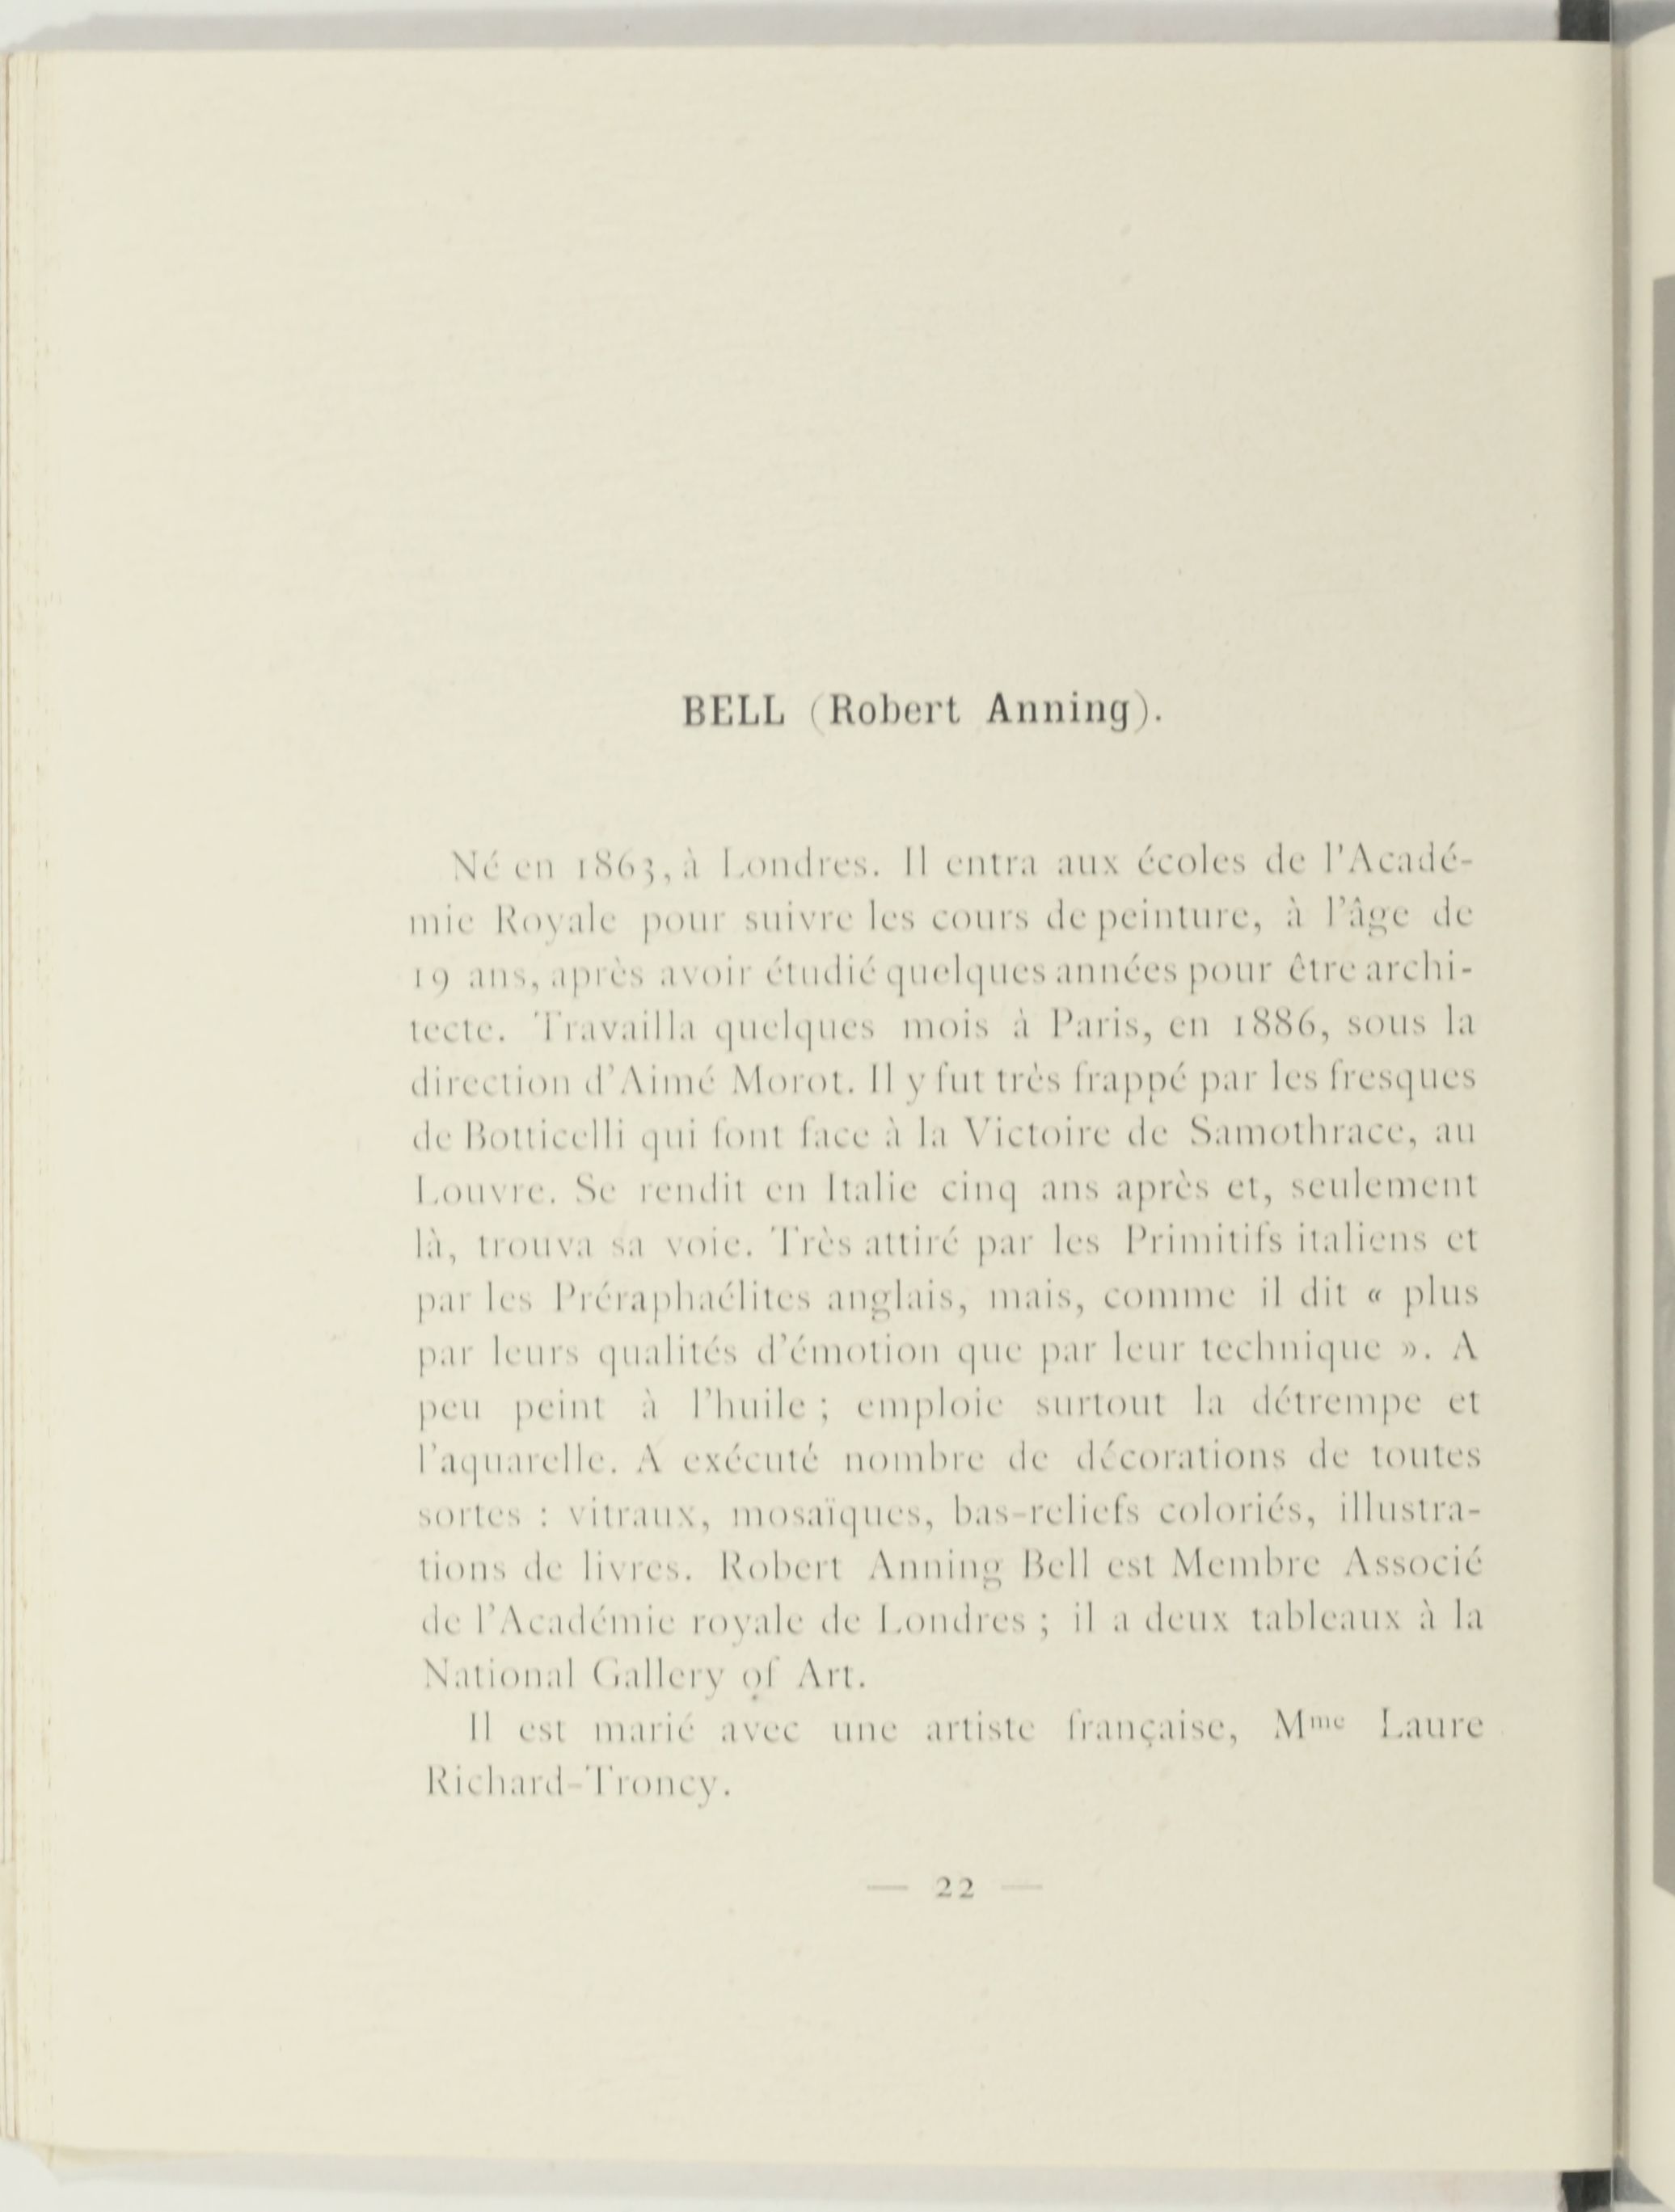 BELL (Robert Anning).
Né en 1863, à Londres. Il entra aux écoles de l'Acadé-
mie Royale pour suivre les cours de peinture, à l'âge de
19 ans, après avoir étudié quelques années pour être archi-
tecte. Travailla quelques mois à Paris, en 1886, sous la
direction d'Aimé Morot. Il y fut très frappé par les fresques
de Botticelli qui font face à la Victoire de Samothrace, au
Louvre. Se rendit en Italie cinq ans après et, seulement
là, trouva sa voie. Très attiré par les Primitifs italiens et
par les Préraphaélites anglais, mais, comme il dit « plus
par leurs qualités d'émotion que par leur technique ». A
peu peint à l'huile ; emploie surtout la détrempe et
l'aquarelle. A exécuté nombre de décorations de toutes
sortes : vitraux, mosaïques, bas-reliefs coloriés, illustra-
tions de livres. Robert Anning Bell est Membre Associé
de l'Académie royale de Londres ; il a deux tableaux à la
National Gallery of Art.
Il est marié avec une artiste française, Mme Laure
Richard-Troncy.
— 22 —